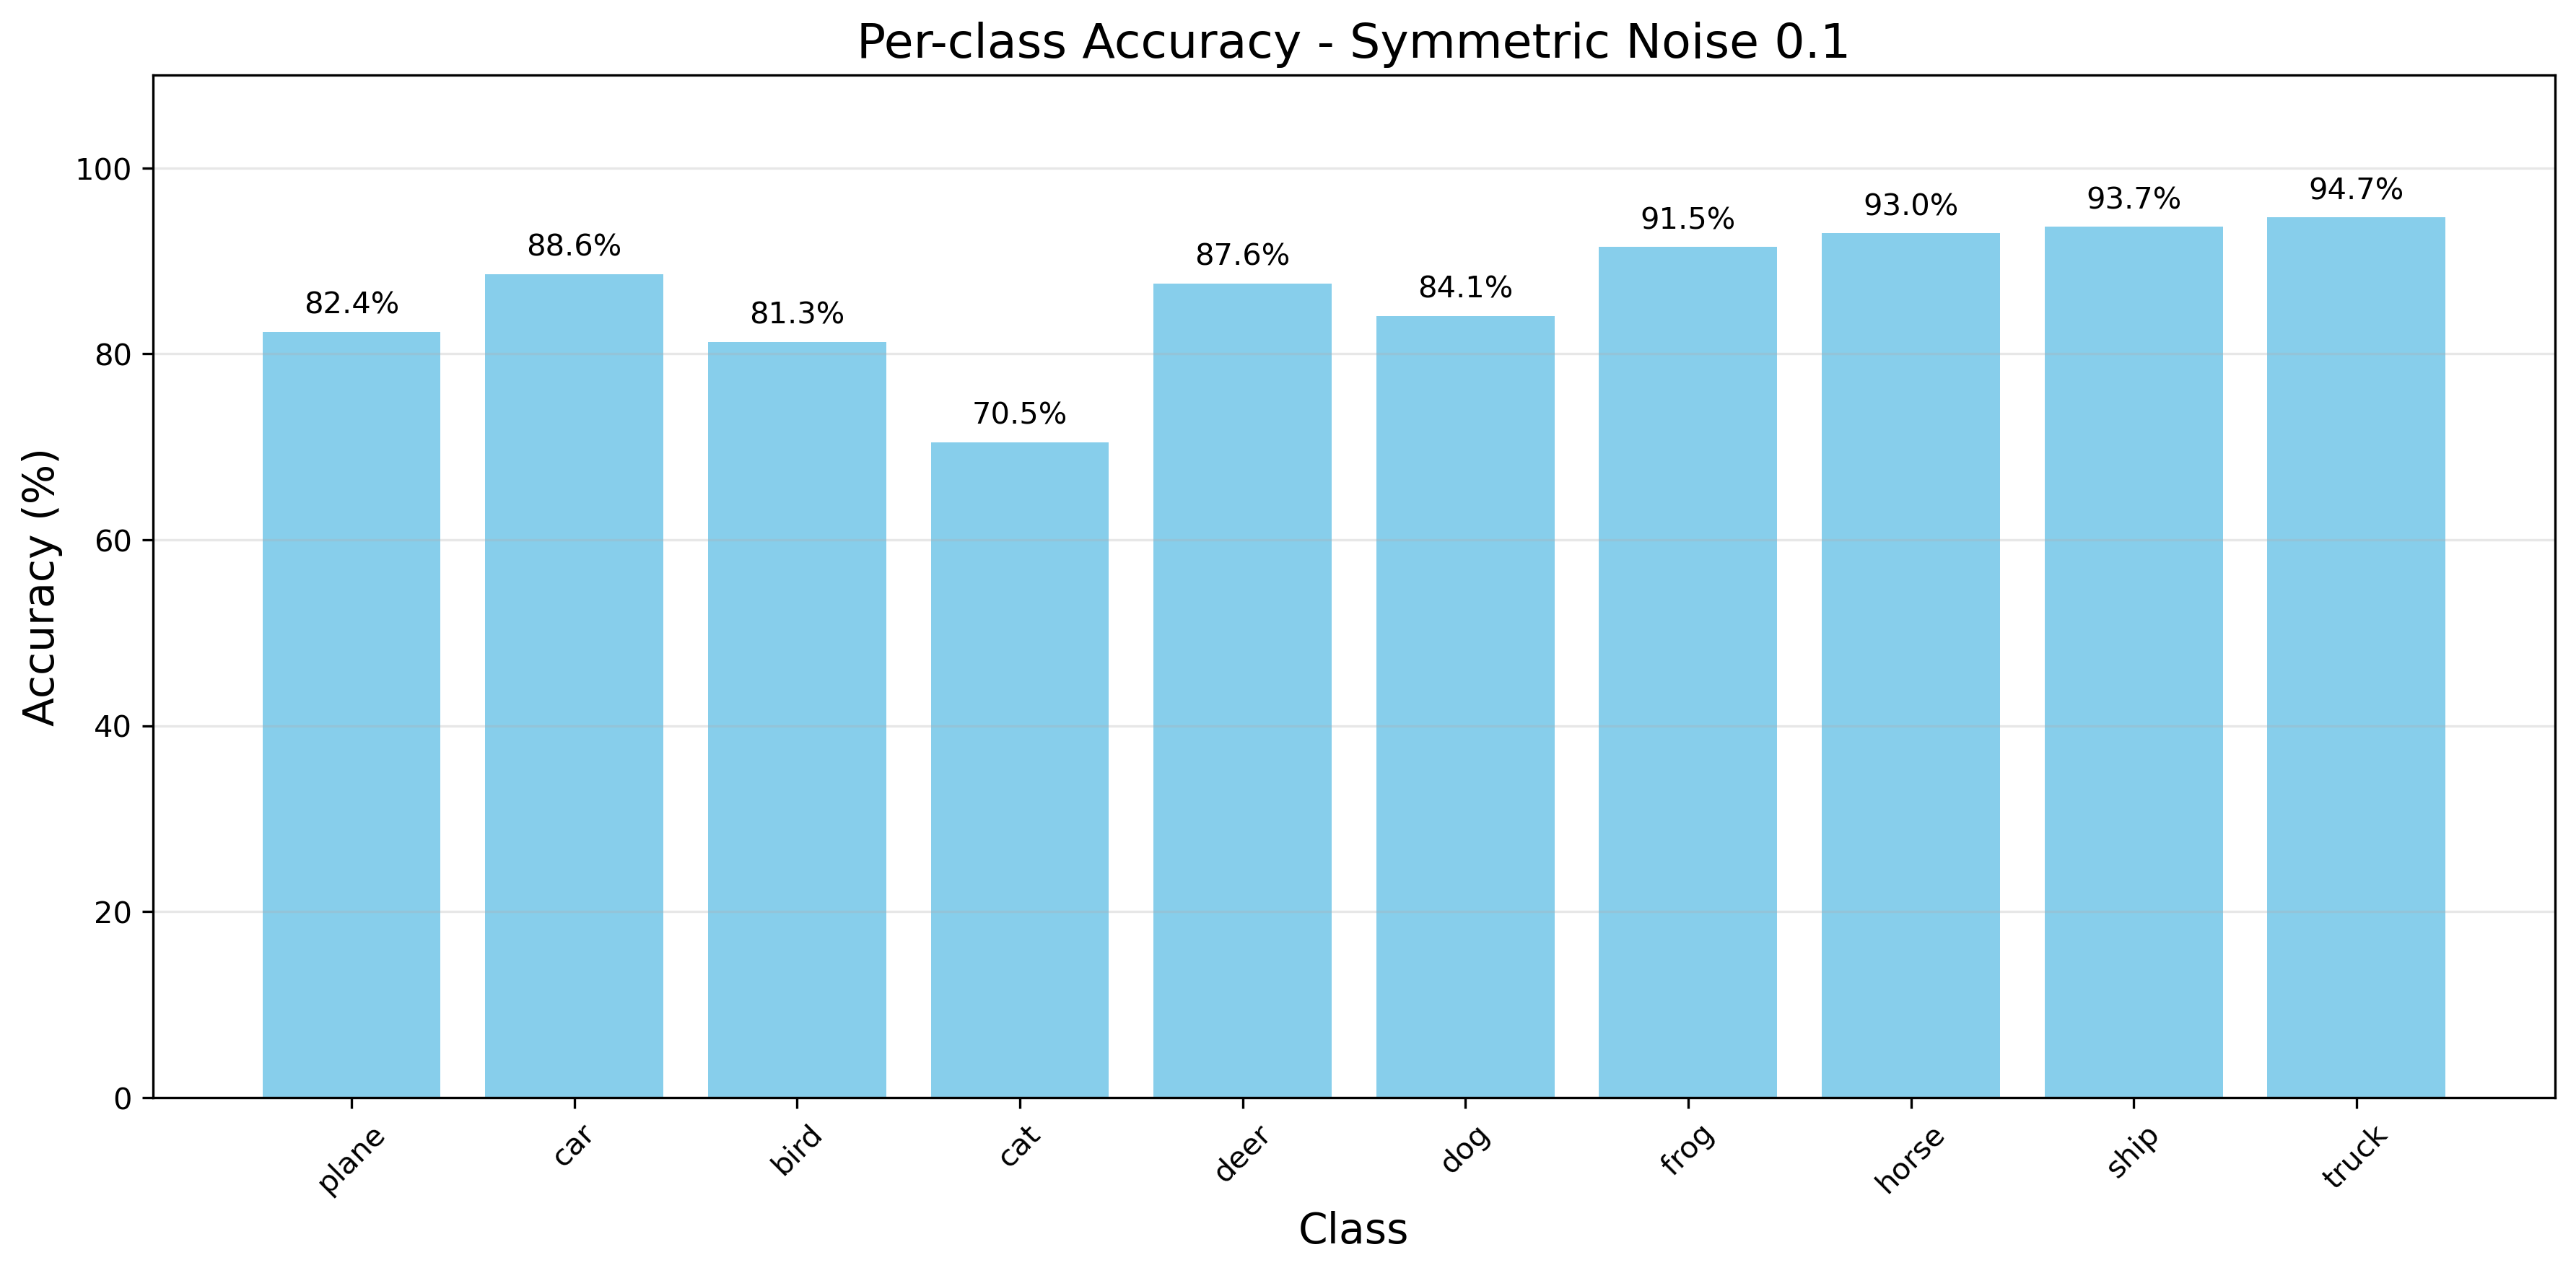 Per-class Accuracy - Symmetric Noise 0.1
Accuracy (%)
100
80
60
40
20
0
82.4%
88.6%
81.3%
70.5%
87.6%
84.1%
91.5%
93.0%
93.7%
94.7%
plane
car
bird
cat
deer
dog
frog
horse
ship
truck
Class